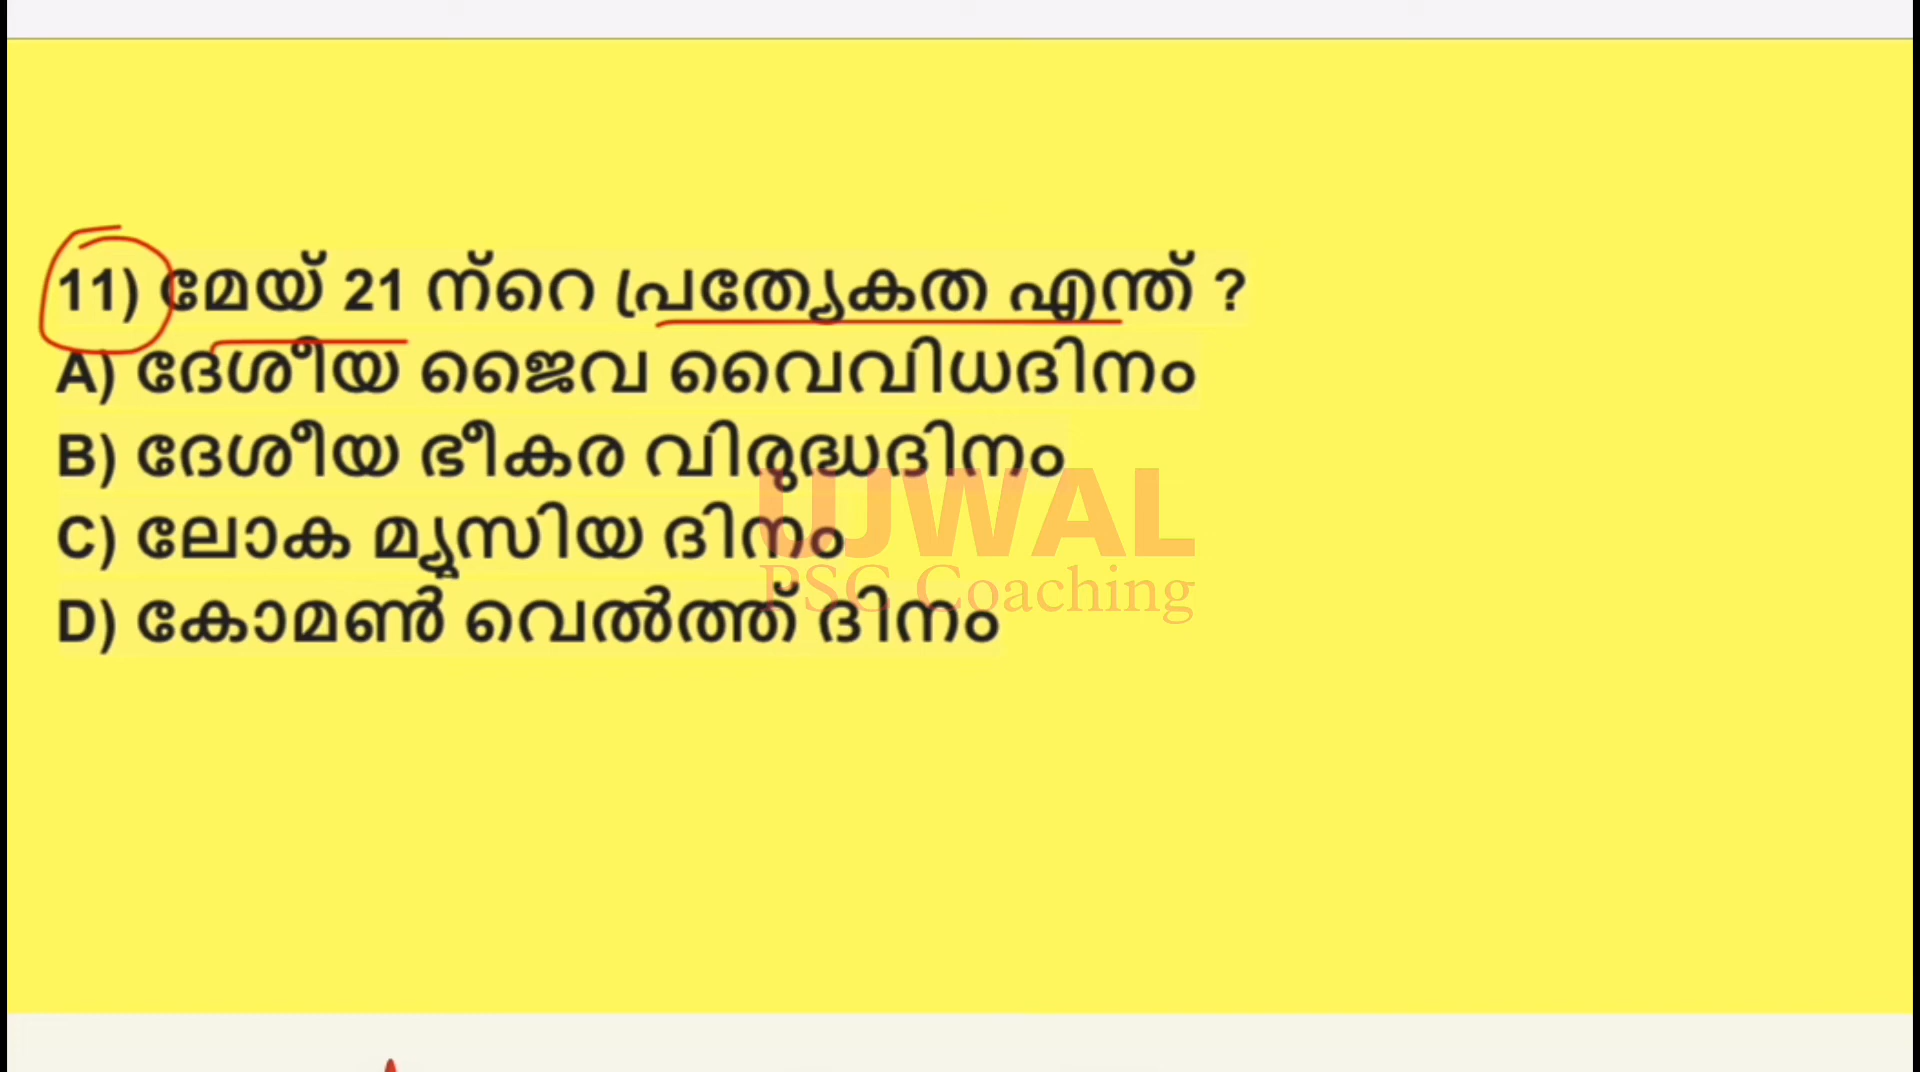 11) മേയ് 21 ന്റെ പ്രത്യേകത എന്ത് ?
A) ദേശീയ ജൈവ വൈവിധദിനം
B) ദേശീയ ഭീകര വിരുദ്ധദിനം
C) ലോക മ്യൂസിയ ദിനം
D) കോമൺ വെൽത്ത് ദിനം
UJWAL
PSC Coaching